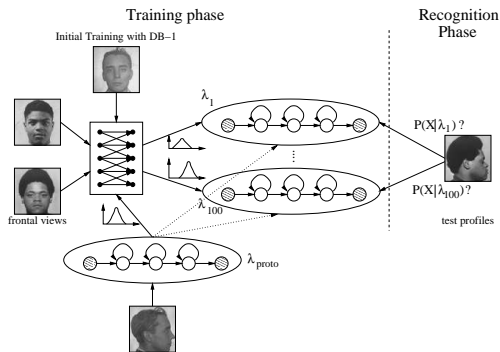 Training phase
Recognition
Phase
Initial Training with DB−1
λ1
P(X|λ1) ?
λ100
P(X|λ100)?
frontal views
test profiles
λproto